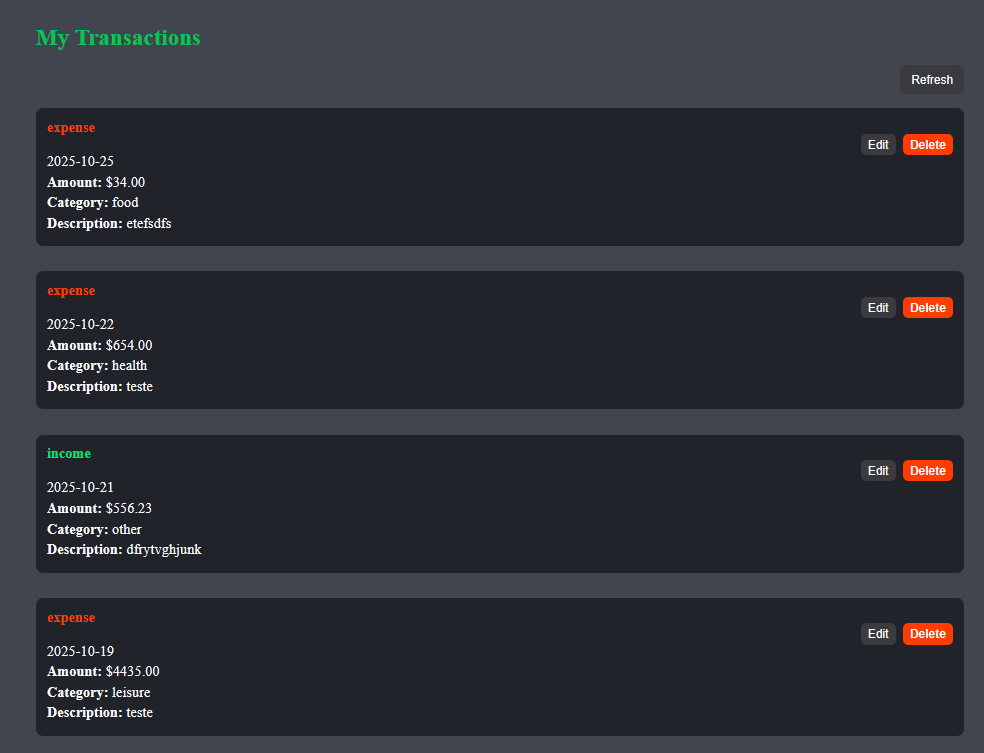 My Transactions
Refresh
expense
Edit Delete
2025-10-25
Amount: $34.00
Category: food
Description: etefsdfs
expense
Edit Delete
2025-10-22
Amount: $654.00
Category: health
Description: teste
income
Edit Delete
2025-10-21
Amount: $556.23
Category: other
Description: dfrytvghjunk
expense
Edit Delete
2025-10-19
Amount: $4435.00
Category: leisure
Description: teste